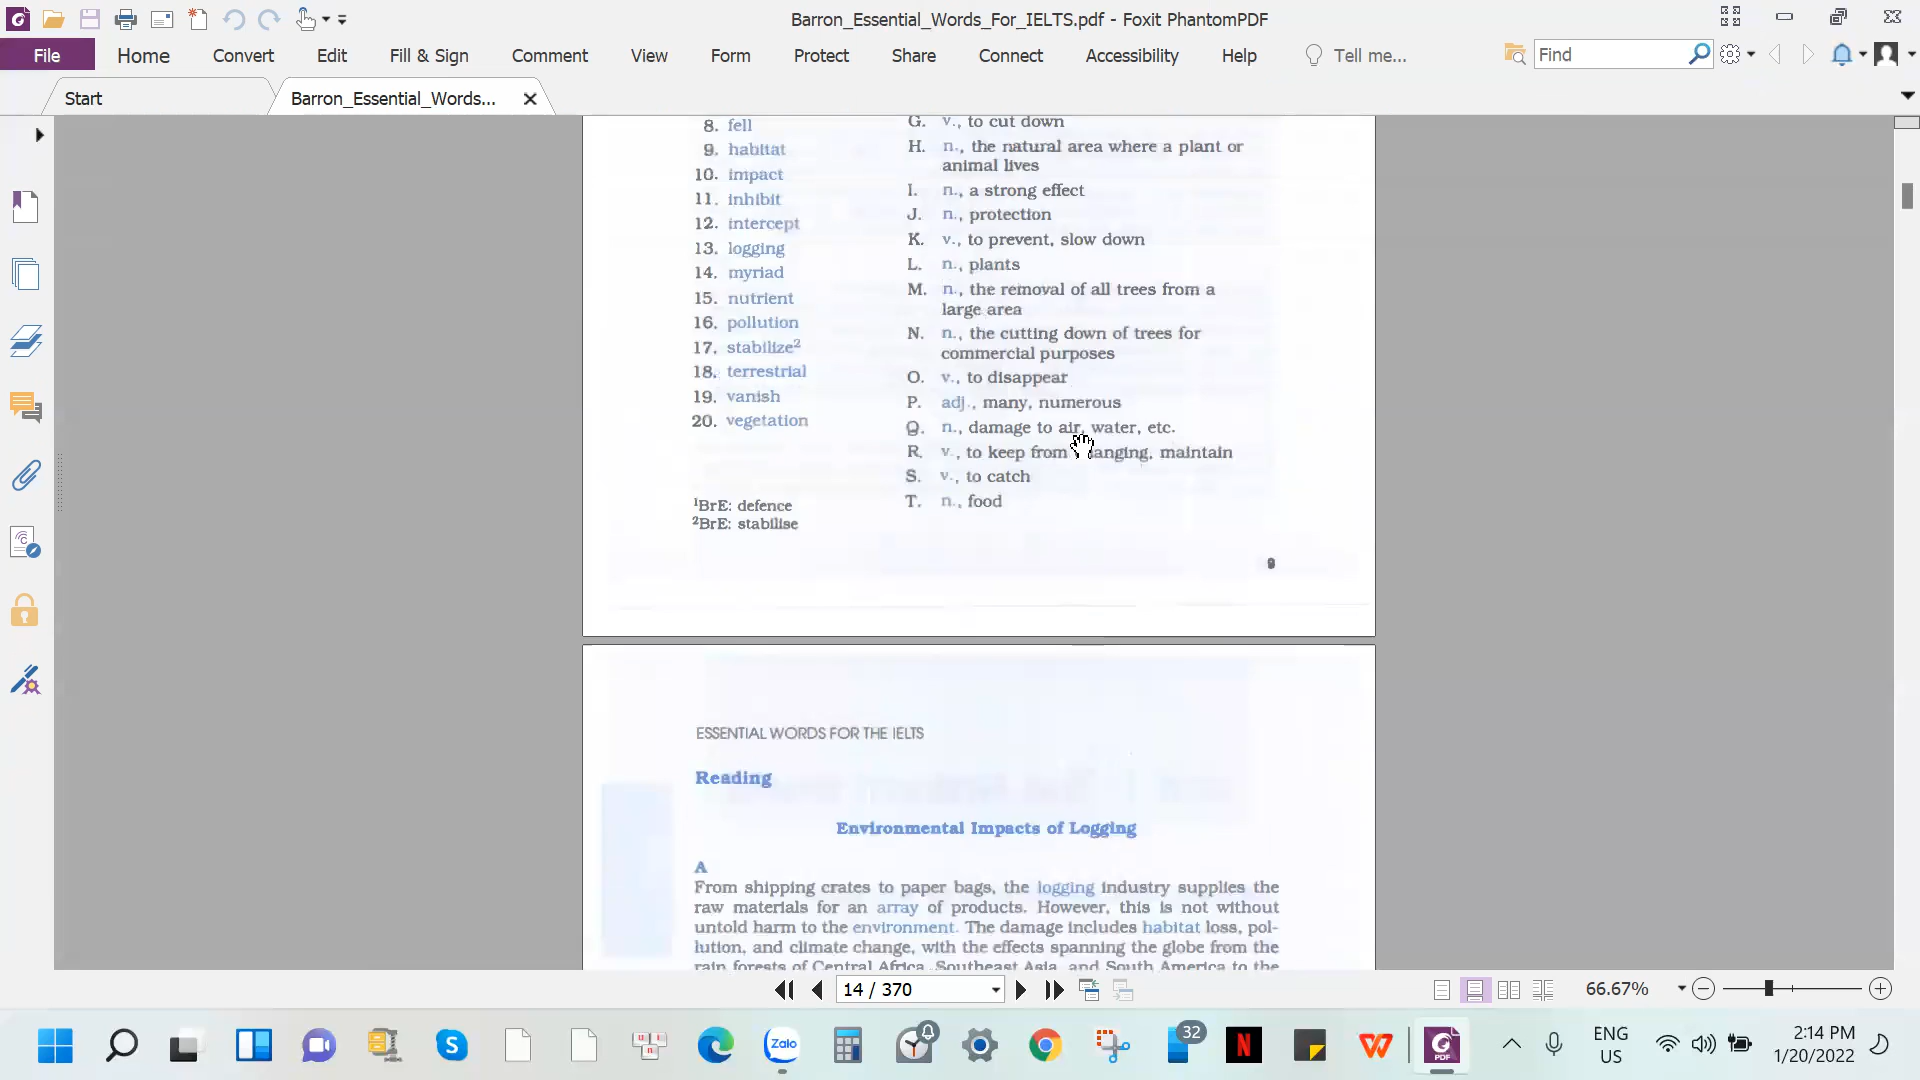 Barron_Essential_Words_For_IELTS.pdf - Foxit PhantomPDF
File Home Convert Edit Fill & Sign Comment View Form Protect Share Connect Accessibility Help Tell me... Find
Start Barron_Essential_Words...
8. fell
9. habitat
10. impact
11. inhibit
12. intercept
13. logging
14. myriad
15. nutrient
16. pollution
17. stabilize²
18. terrestrial
19. vanish
20. vegetation
¹BrE: defence
²BrE: stabilise
G. v., to cut down
H. n., the natural area where a plant or
animal lives
I. n., a strong effect
J. n., protection
K. v., to prevent, slow down
L. n., plants
M. n., the removal of all trees from a
large area
N. n., the cutting down of trees for
commercial purposes
O. v., to disappear
P. adj., many, numerous
Q. n., damage to air, water, etc.
R. v., to keep from changing, maintain
S. v., to catch
T. n., food
9
ESSENTIAL WORDS FOR THE IELTS
Reading
Environmental Impacts of Logging
A
From shipping crates to paper bags, the logging industry supplies the
raw materials for an array of products. However, this is not without
untold harm to the environment. The damage includes habitat loss, pol-
lution, and climate change, with the effects spanning the globe from the
rain forests of Central Africa, Southeast Asia, and South America to the
14 / 370
66.67%
Zalo
32
N
PDF
ENG
US
2:14 PM
1/20/2022